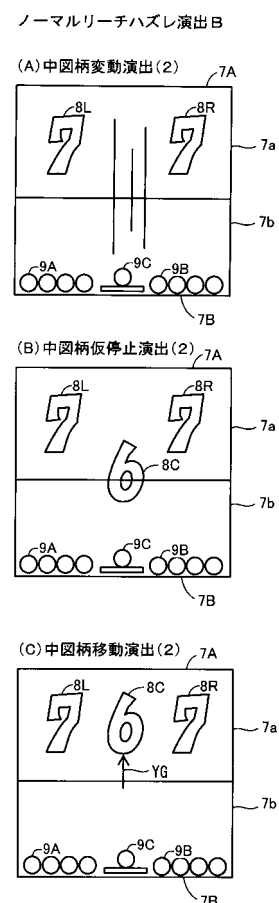 ノーマルリーチハズレ演出B
(A)中図柄変動演出(2)
7A
8L
8R
7 7
7a
7b
9A
9C
9B
7B
(B)中図柄仮停止演出(2)
7A
8L
8R
7 7
7a
6
8C
7b
9A
9C
9B
7B
(C)中図柄移動演出(2)
7A
8L
8C
8R
7 6 7
7a
YG
7b
9A
9C
9B
7B